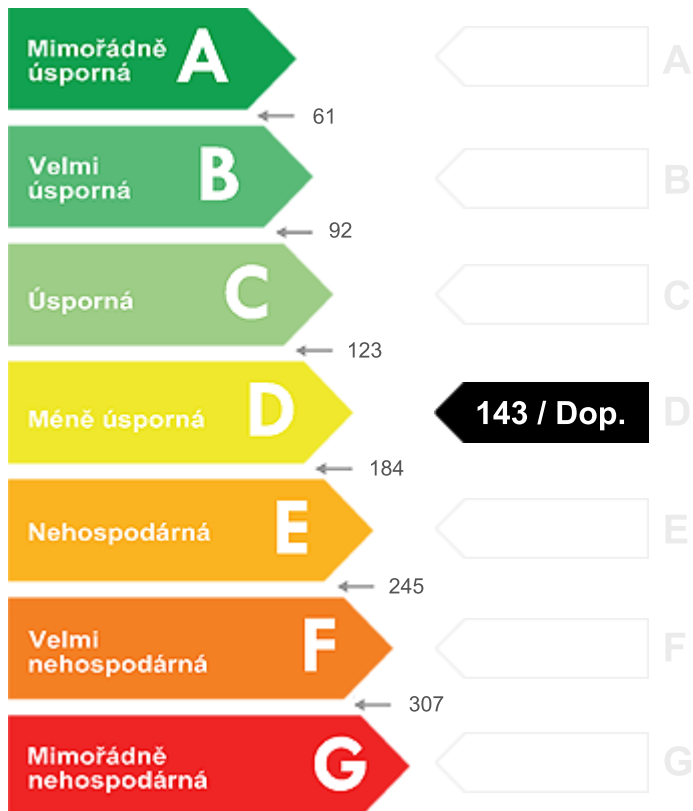 Mimořádně
úsporná
A
A
61
Velmi
úsporná
B
B
92
Úsporná
C
C
123
Méně úsporná
D
143 / Dop.
D
184
Nehospodárná
E
E
245
Velmi
nehospodárná
F
F
307
Mimořádně
nehospodárná
G
G